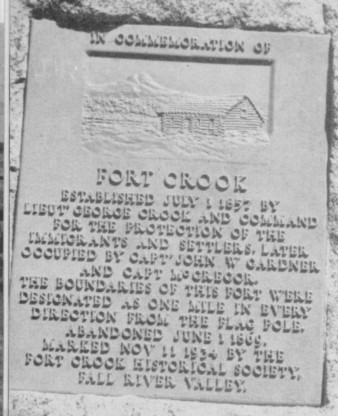 IN COMMEMORATION OF
FORT CROOK
ESTABLISHED JULY 1 1857 BY
LIEUT GEORGE CROOK AND COMMAND
FOR THE PROTECTION OF THE
IMMIGRANTS AND SETTLERS. LATER
OCCUPIED BY CAPT JOHN W GARDNER
AND CAPT McGREGOR.
THE BOUNDARIES OF THIS FORT WERE
DESIGNATED AS ONE MILE IN EVERY
DIRECTION FROM THE FLAG POLE.
ABANDONED JUNE 1 1869.
MARKED NOV 11 1934 BY THE
FORT CROOK HISTORICAL SOCIETY,
FALL RIVER VALLEY.